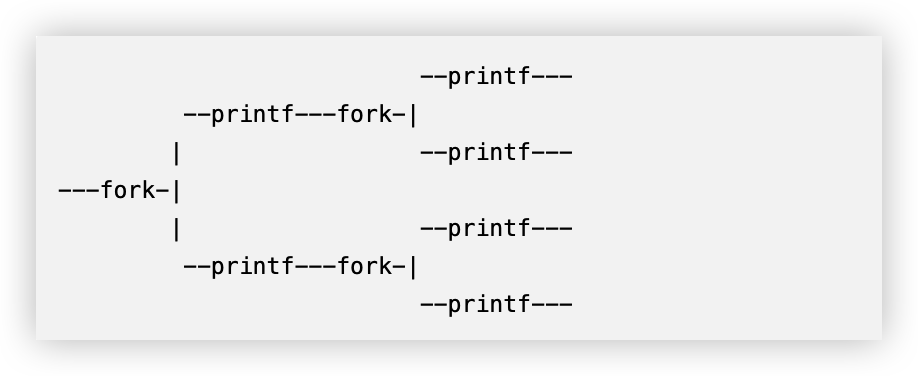 --printf---
         --printf---fork-|
        |                 --printf---
---fork-|
        |                 --printf---
         --printf---fork-|
                          --printf---